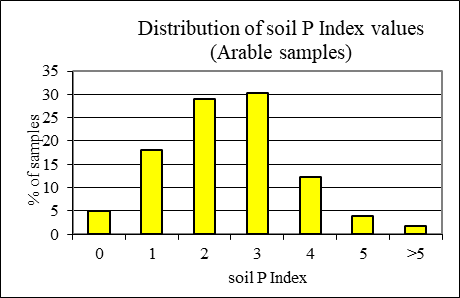 Distribution of soil P Index values
(Arable samples)
35
30
25
20
15
10
5
0
% of samples
0 1 2 3 4 5 >5
soil P Index